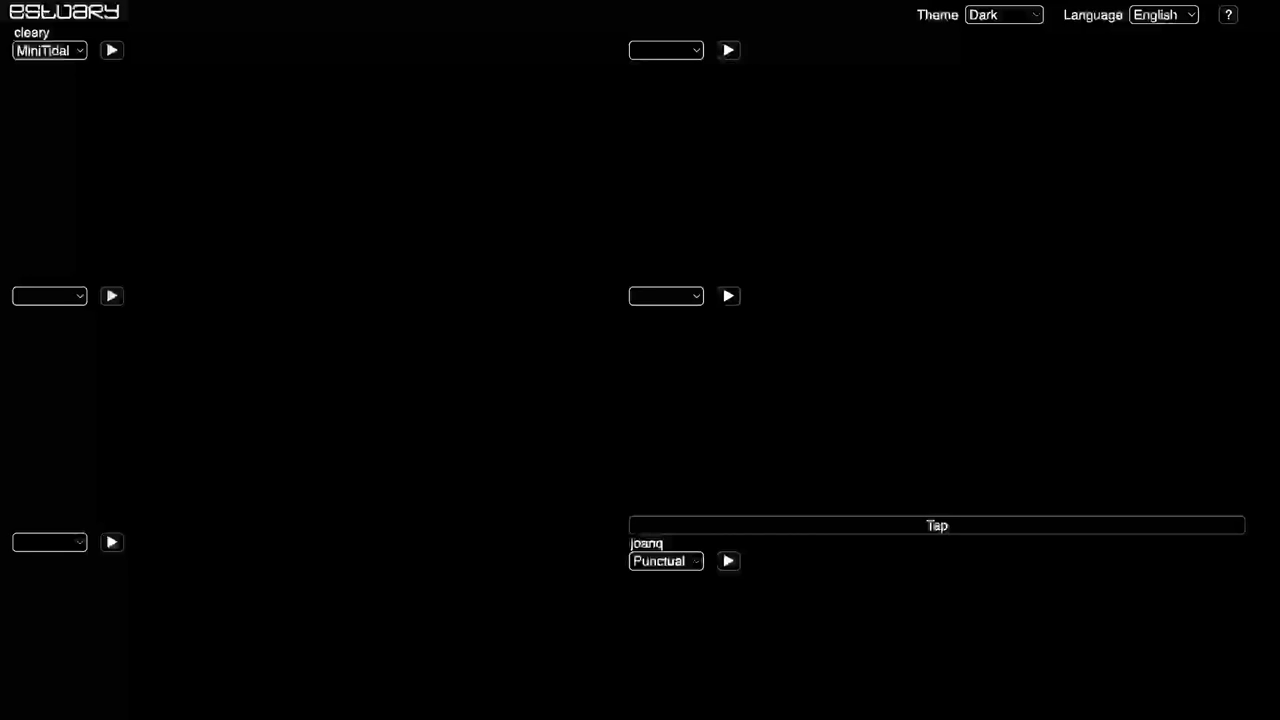 estuary
Theme Dark Language English ?
cleary
MiniTidal
Tap
joanq
Punctual